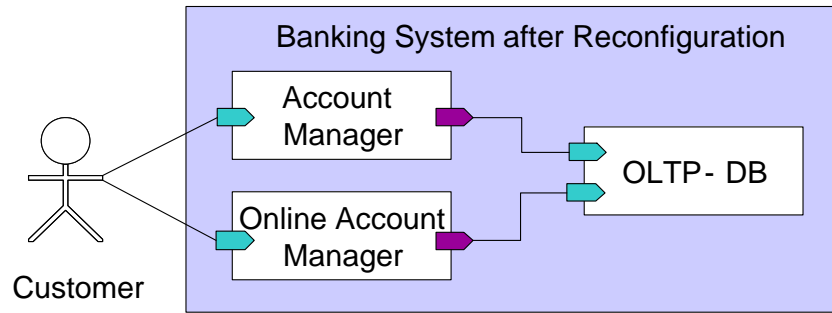 Banking System after Reconfiguration
Account
Manager
OLTP- DB
Online Account
Manager
Customer